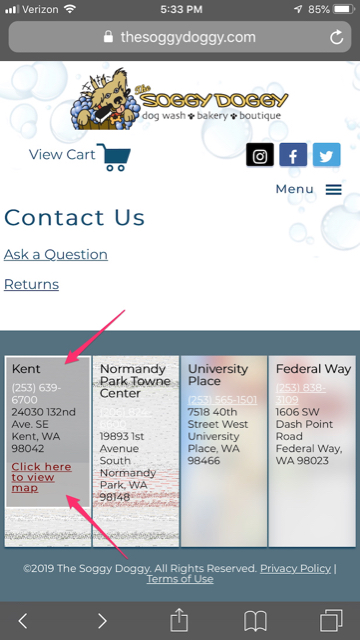 Verizon 5:33 PM 85%
thesoggydoggy.com
The
SOGGY DOGGY
dog wash bakery boutique
View Cart
Menu
Contact Us
Ask a Question
Returns
Kent
(253) 639-
6700
24030 132nd
Ave. SE
Kent, WA
98042
Click here
to view
map
Normandy
Park Towne
Center
19893 1st
Avenue
South
Normandy
Park, WA
98148
University
Place
(253) 565-1501
7518 40th
Street West
University
Place, WA
98466
Federal Way
(253) 838-
3109
1606 SW
Dash Point
Road
Federal Way,
WA 98023
©2019 The Soggy Doggy. All Rights Reserved. Privacy Policy |
Terms of Use